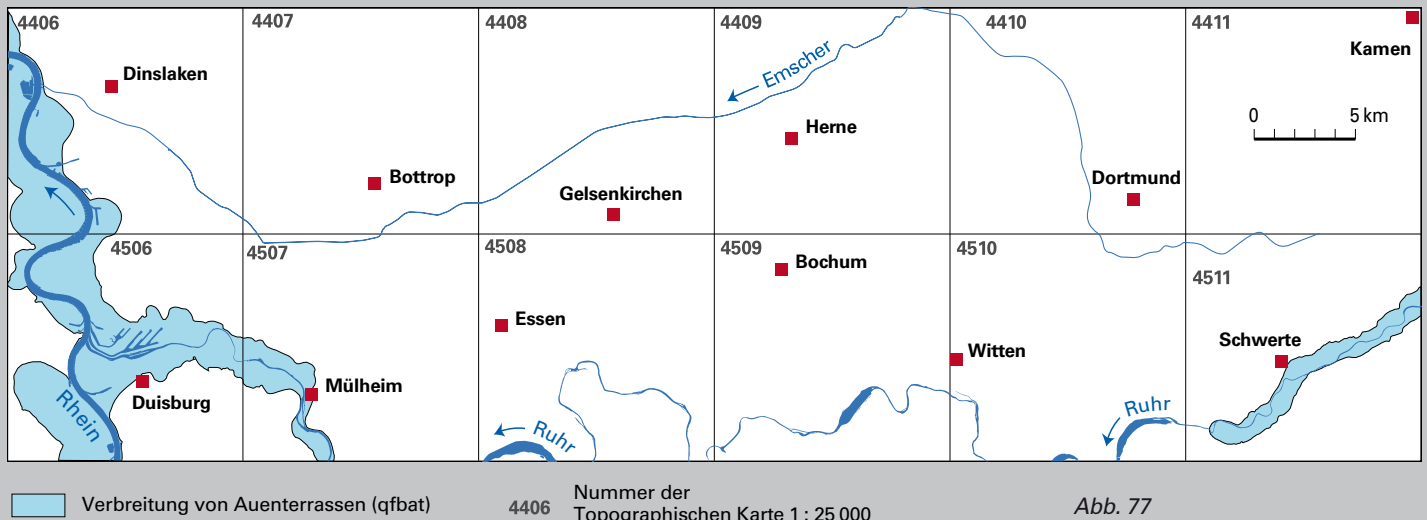 4406
4407
4408
4409
4410
4411
Kamen
Dinslaken
Emscher
0 5 km
Herne
Bottrop
Gelsenkirchen
Dortmund
4506
4507
4508
4509
4510
4511
Bochum
Essen
Schwerte
Witten
Mülheim
Duisburg
Rhein
Ruhr
Ruhr
Verbreitung von Auenterrassen (qfbat)
4406
Nummer der
Topographischen Karte 1 : 25 000
Abb. 77